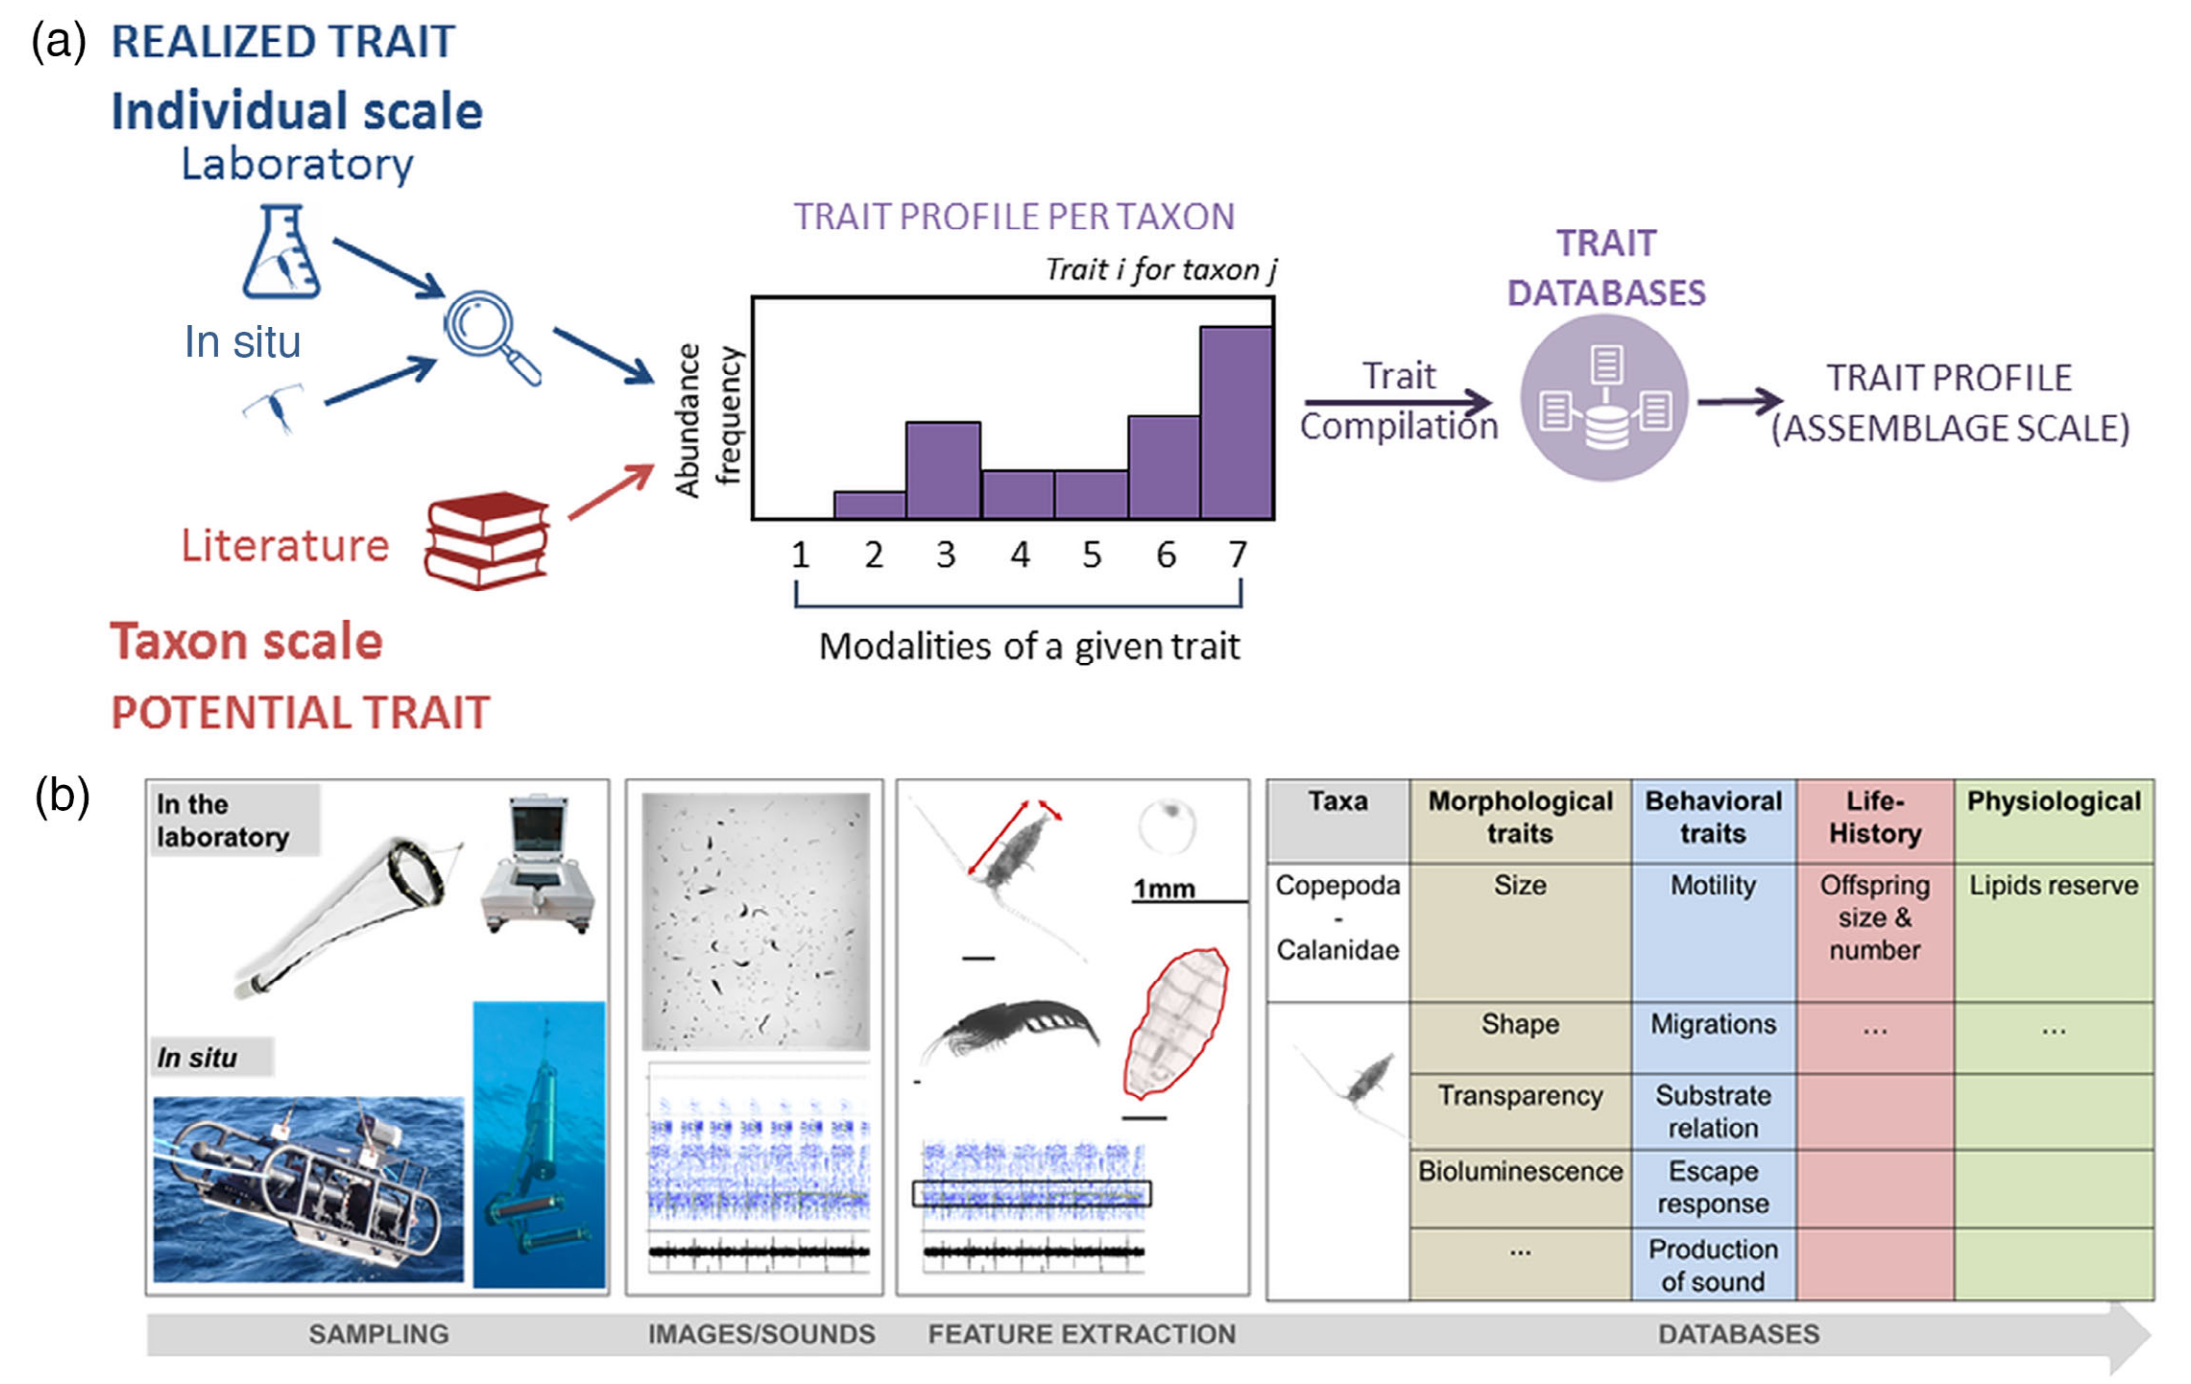 (a) REALIZED TRAIT
Individual scale
Laboratory
In situ
Literature
Taxon scale
POTENTIAL TRAIT
TRAIT PROFILE PER TAXON
Trait i for taxon j
Abundance
frequency
1 2 3 4 5 6 7
Modalities of a given trait
Trait
Compilation
TRAIT
DATABASES
TRAIT PROFILE
(ASSEMBLAGE SCALE)
(b)
In the
laboratory
In situ
1mm
Taxa
Morphological
traits
Behavioral
traits
Life-
History
Physiological
Copepoda
-
Calanidae
Size
Motility
Offspring
size &
number
Lipids reserve
Shape
Migrations
...
...
Transparency
Substrate
relation
Bioluminescence
Escape
response
...
Production
of sound
SAMPLING
IMAGES/SOUNDS
FEATURE EXTRACTION
DATABASES